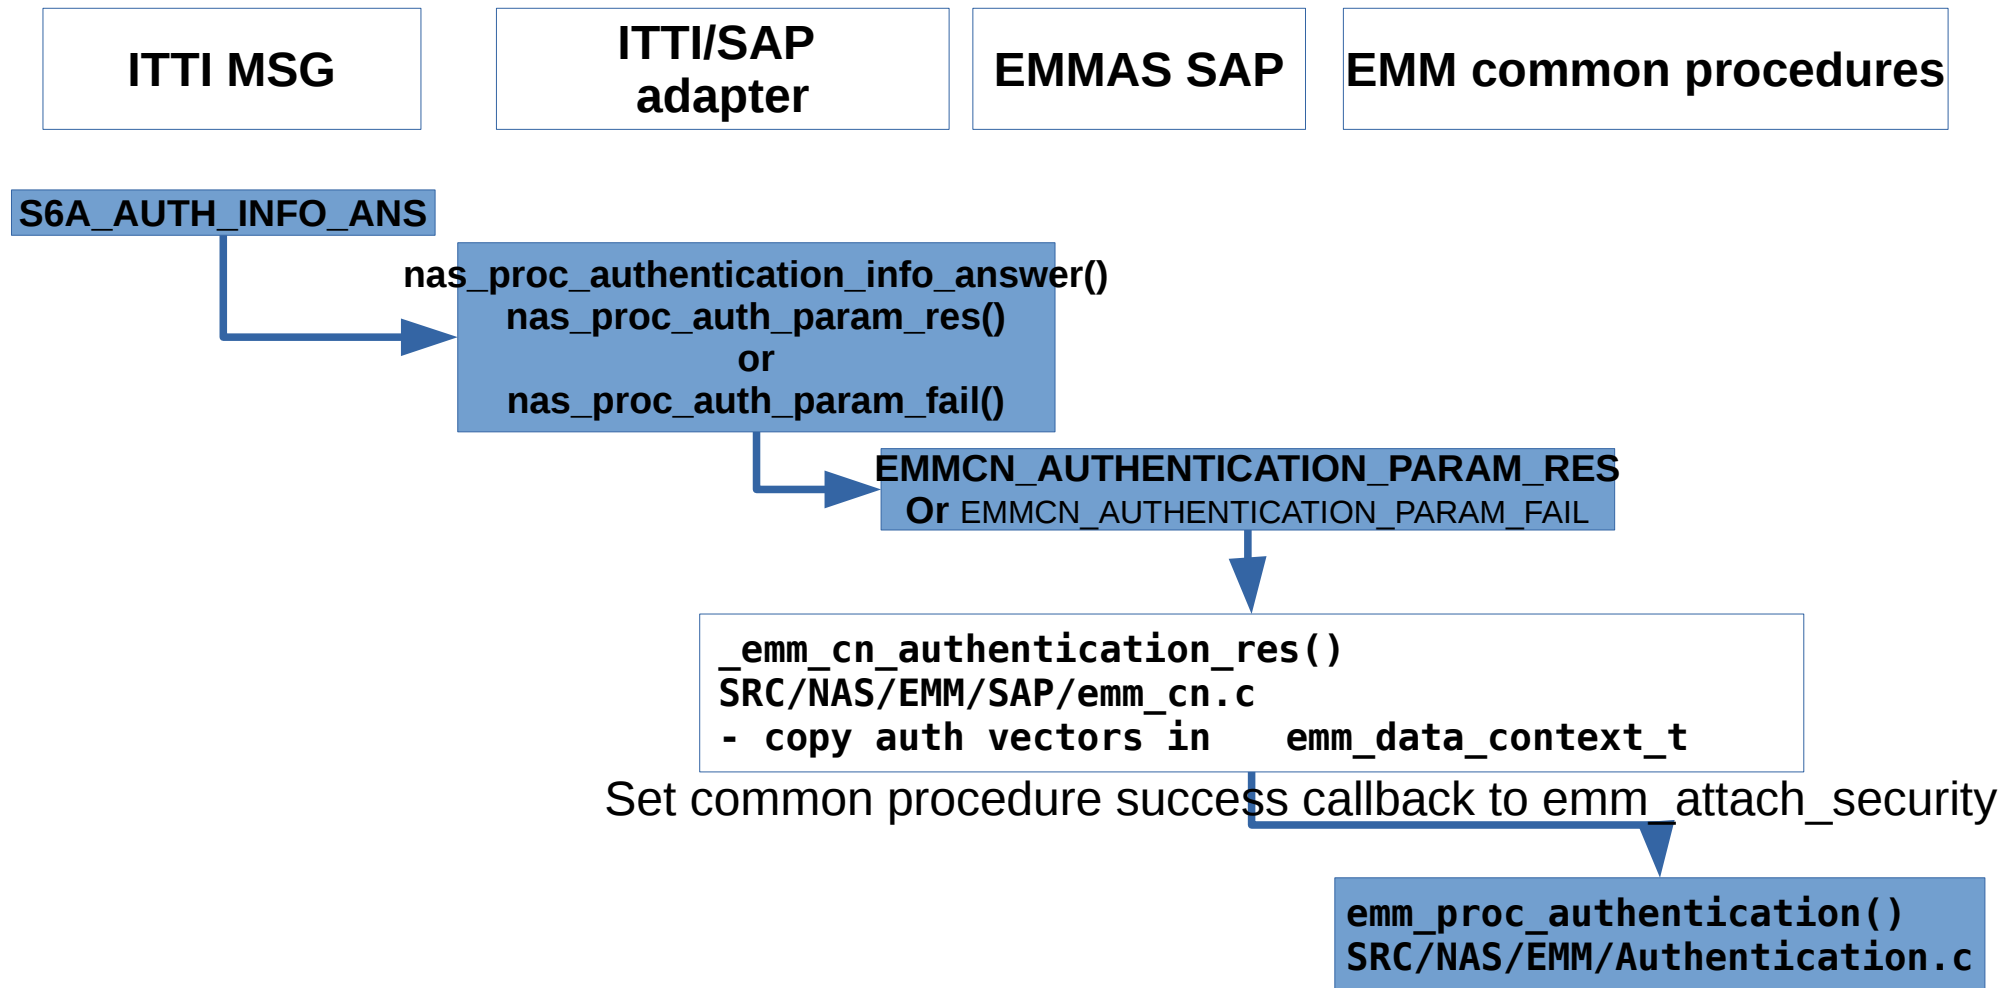 ITTI MSG
ITTI/SAP
adapter
EMMAS SAP
EMM common procedures
S6A_AUTH_INFO_ANS
nas_proc_authentication_info_answer()
nas_proc_auth_param_res()
or
nas_proc_auth_param_fail()
EMMCN_AUTHENTICATION_PARAM_RES
Or EMMCN_AUTHENTICATION_PARAM_FAIL
_emm_cn_authentication_res()
SRC/NAS/EMM/SAP/emm_cn.c
- copy auth vectors in emm_data_context_t
Set common procedure success callback to emm_attach_security
emm_proc_authentication()
SRC/NAS/EMM/Authentication.c